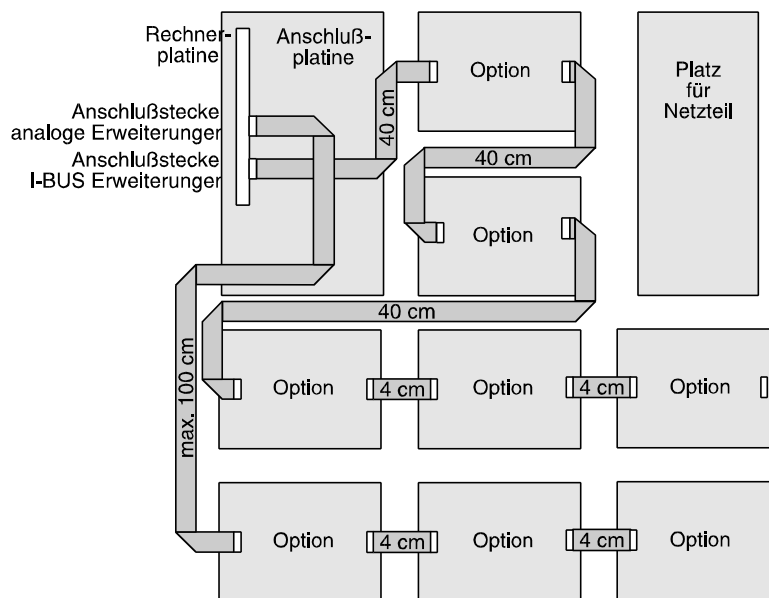 Rechner-
platine
Anschluß-
platine
Option
Platz
für
Netzteil
Anschlußstecke
analoge Erweiterunger
40 cm
Anschlußstecke
I-BUS Erweiterunger
40 cm
Option
40 cm
max. 100 cm
Option
4 cm
Option
4 cm
Option
Option
4 cm
Option
4 cm
Option